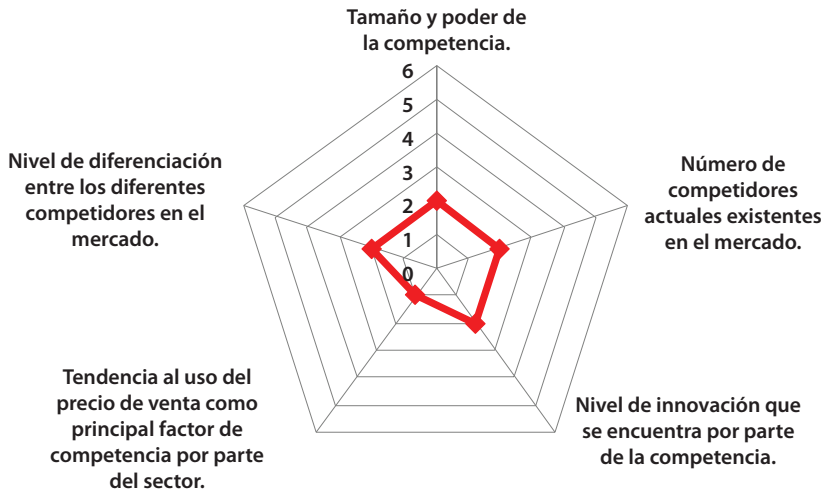 Tamaño y poder de
la competencia.
6
5
4
3
2
1
0
Número de
competidores
actuales existentes
en el mercado.
Nivel de innovación que
se encuentra por parte
de la competencia.
Tendencia al uso del
precio de venta como
principal factor de
competencia por parte
del sector.
Nivel de diferenciación
entre los diferentes
competidores en el
mercado.